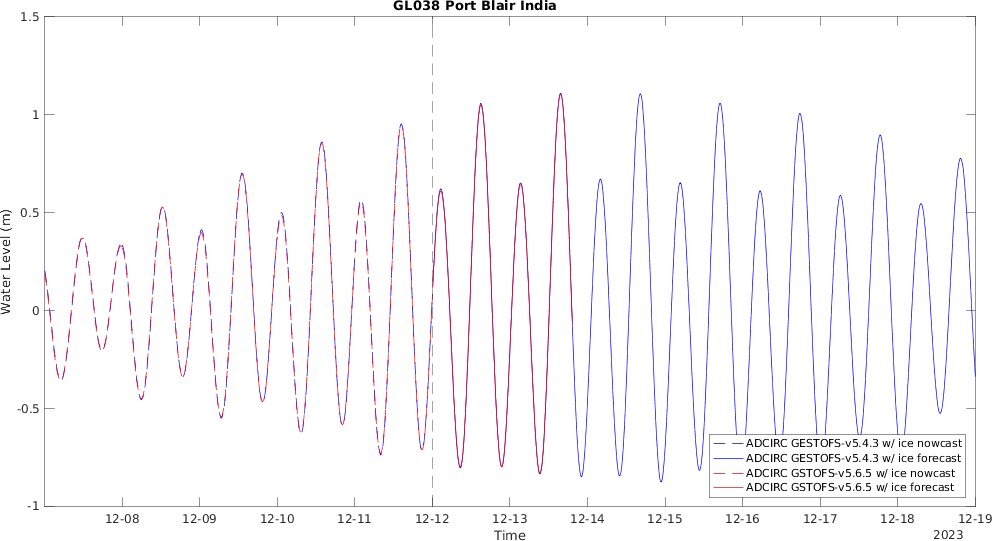 GL038 Port Blair India
1.5
1
0.5
0
-0.5
-1
Water Level (m)
12-08
12-09
12-10
12-11
12-12
12-13
12-14
12-15
12-16
12-17
12-18
12-19
Time
2023
ADCIRC GESTOFS-v5.4.3 w/ ice nowcast
ADCIRC GESTOFS-v5.4.3 w/ ice forecast
ADCIRC GSTOFS-v5.6.5 w/ ice nowcast
ADCIRC GSTOFS-v5.6.5 w/ ice forecast